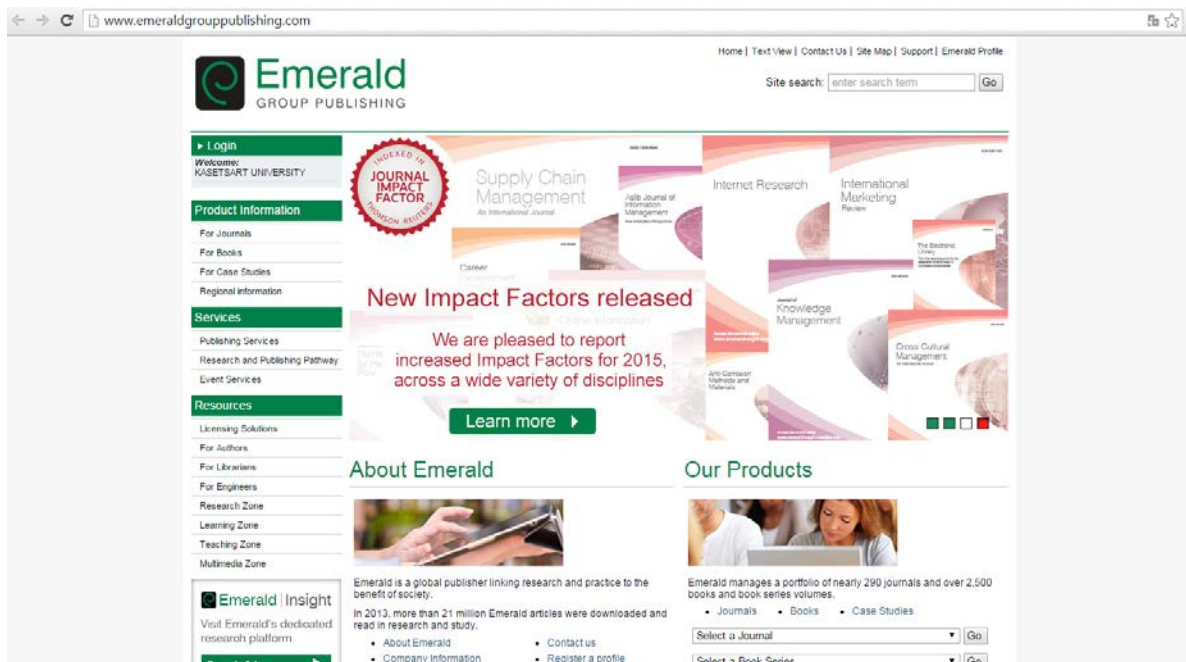 www.emeraldgrouppublishing.com
Home | Text View | Contact Us | Site Map | Support | Emerald Profile
Emerald
GROUP PUBLISHING
Site search: enter search term Go
Login
Welcome:
KASETSART UNIVERSITY
Product Information
For Journals
For Books
For Case Studies
Regional information
Services
Publishing Services
Research and Publishing Pathway
Event Services
Resources
Licensing Solutions
For Authors
For Librarians
For Engineers
Research Zone
Learning Zone
Teaching Zone
Multimedia Zone
Emerald Insight
Visit Emerald's dedicated
research platform
INDEXED IN
JOURNAL
IMPACT
FACTOR
THOMSON REUTERS
Supply Chain
Management
An International Journal
Aslib Journal of
Information
Management
Career
Internet Research
International
Marketing
Review
The Electronic
Library
Journal of
Knowledge
Management
Cross Cultural
Management
Anti-Corrosion
Methods and
Materials
New Impact Factors released
We are pleased to report
increased Impact Factors for 2015,
across a wide variety of disciplines
Learn more
About Emerald
Emerald is a global publisher linking research and practice to the
benefit of society.
In 2013, more than 21 million Emerald articles were downloaded and
read in research and study.
About Emerald
Contact us
Company Information
Register a profile
Our Products
Emerald manages a portfolio of nearly 290 journals and over 2,500
books and book series volumes.
Journals
Books
Case Studies
Select a Journal Go
Select a Book Series Go